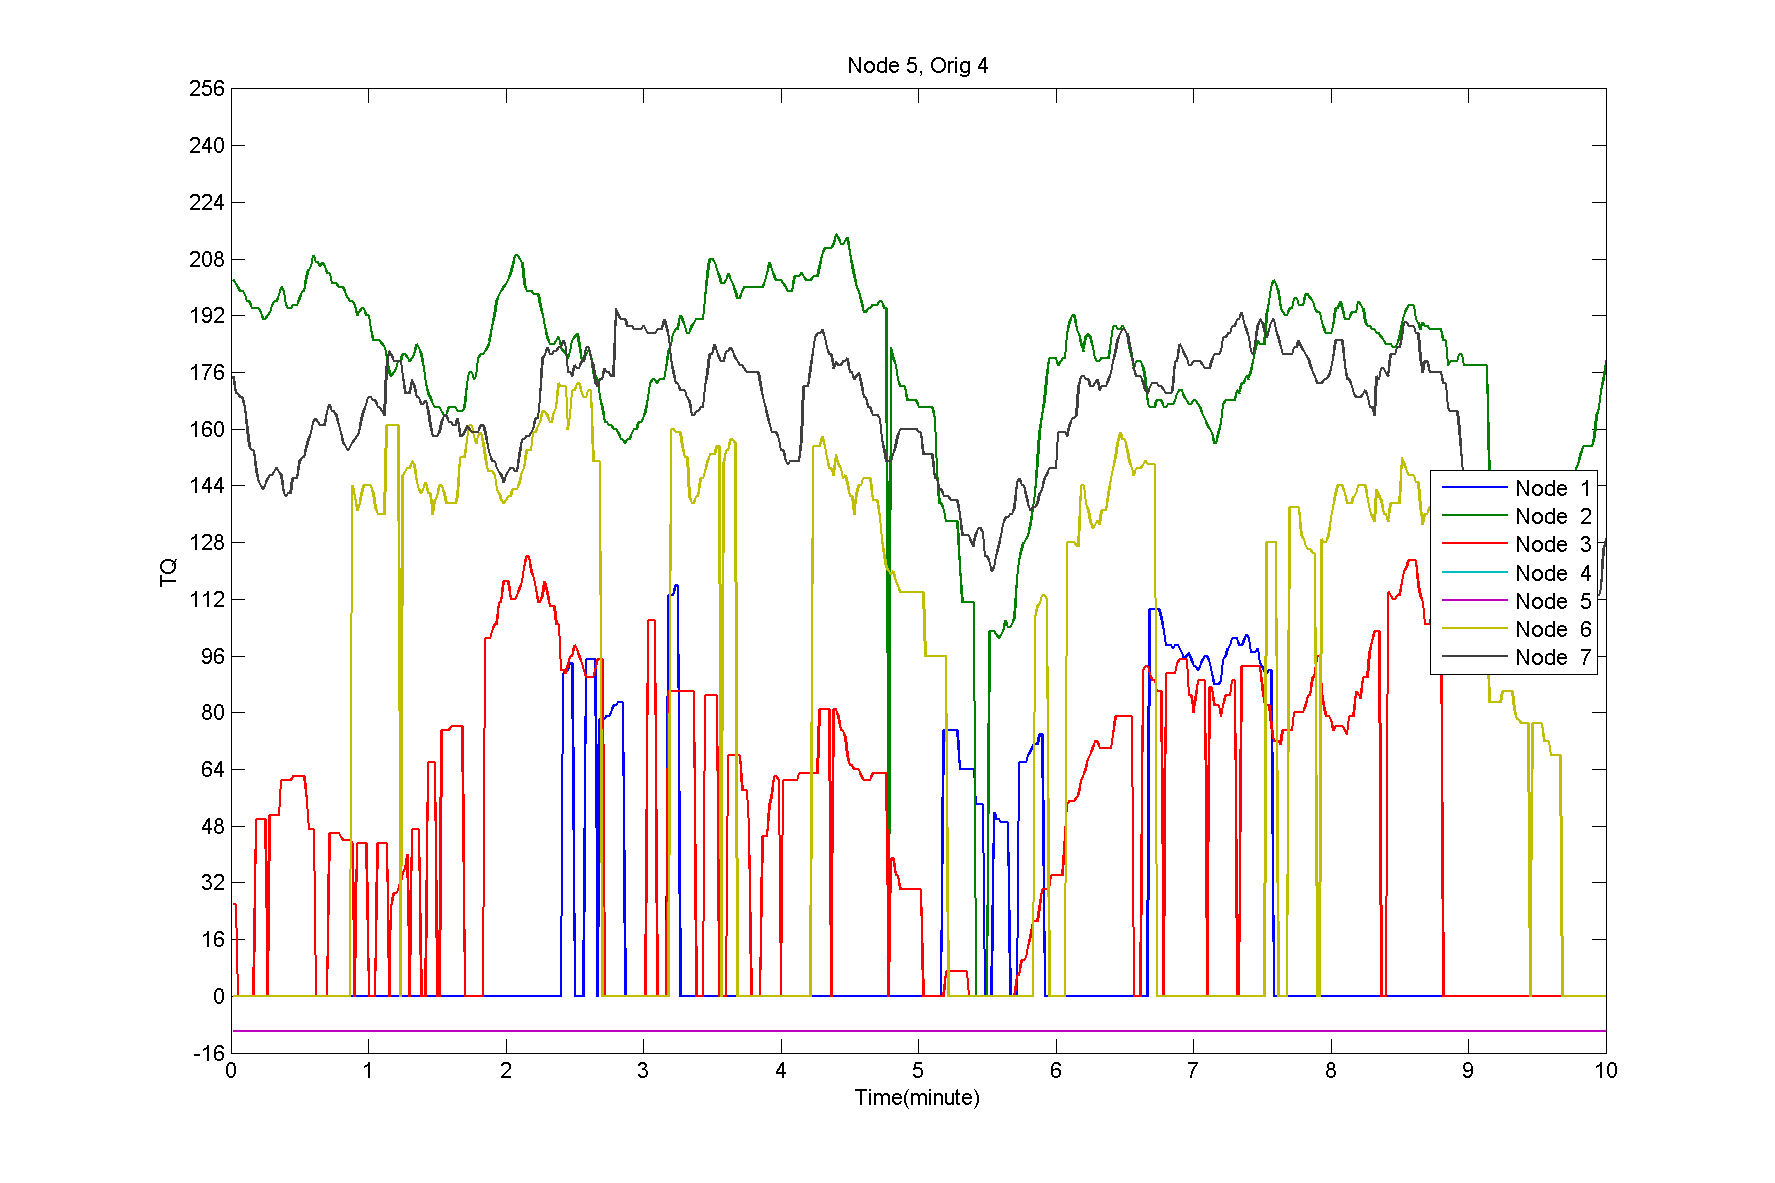 Node 5, Orig 4
256
240
224
208
192
176
160
144
128
112
96
80
64
48
32
16
0
-16
TQ
Node 1
Node 2
Node 3
Node 4
Node 5
Node 6
Node 7
0 1 2 3 4 5 6 7 8 9 10
Time(minute)